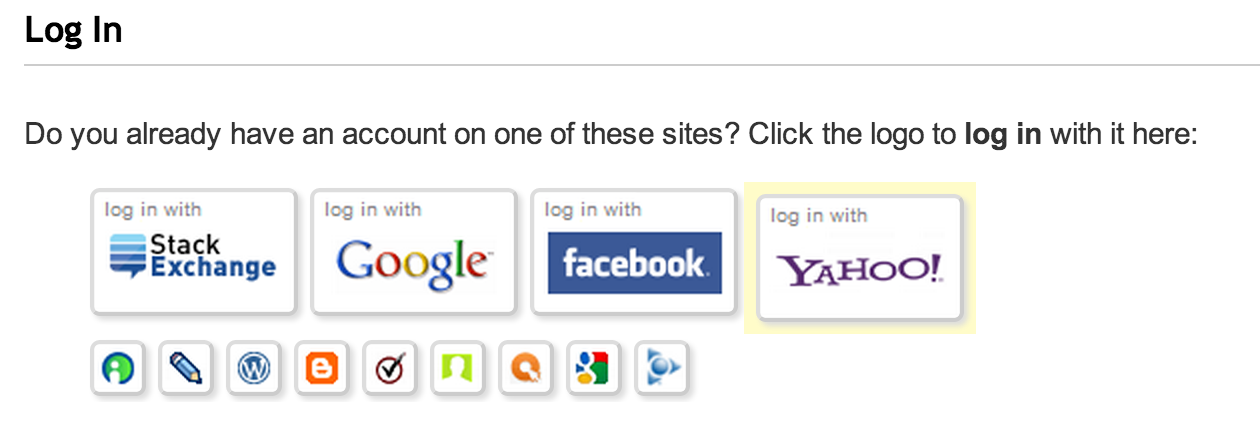 Log In
Do you already have an account on one of these sites? Click the logo to log in with it here:
log in with
Stack
Exchange
log in with
Google
log in with
facebook.
log in with
YAHOO!